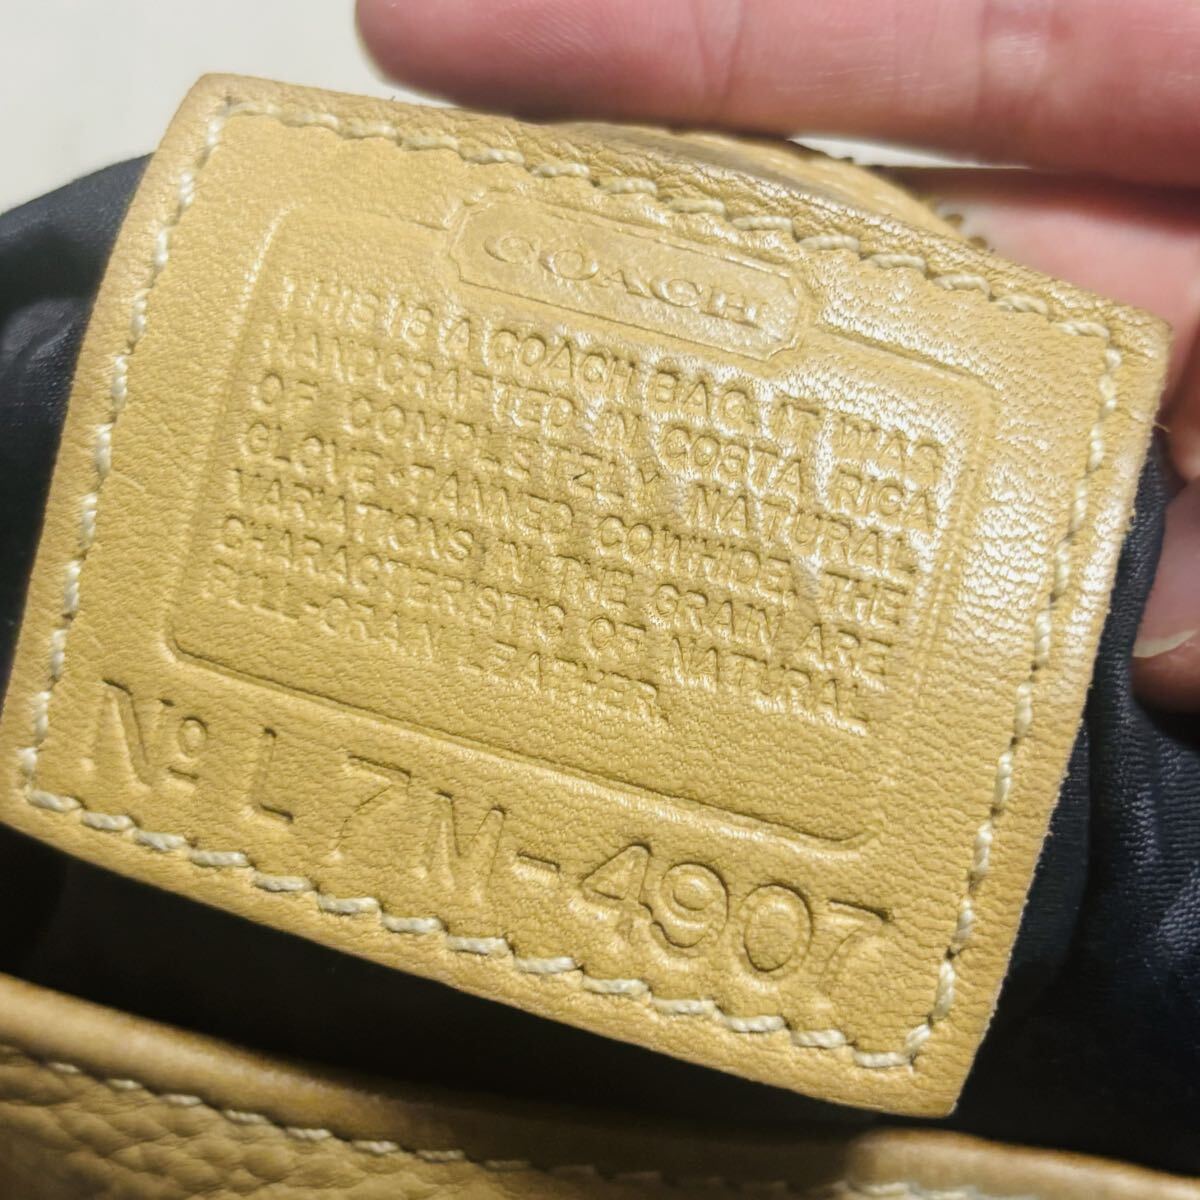 COACH
THIS IS A COACH BAG. IT WAS
HANDCRAFTED IN COSTA RICA
OF COMPLETELY NATURAL
GLOVE-TANNED COWHIDE. THE
VARIATIONS IN THE GRAIN ARE
CHARACTERISTIC OF NATURAL
FULL-GRAIN LEATHER.
Nº L7M-4907